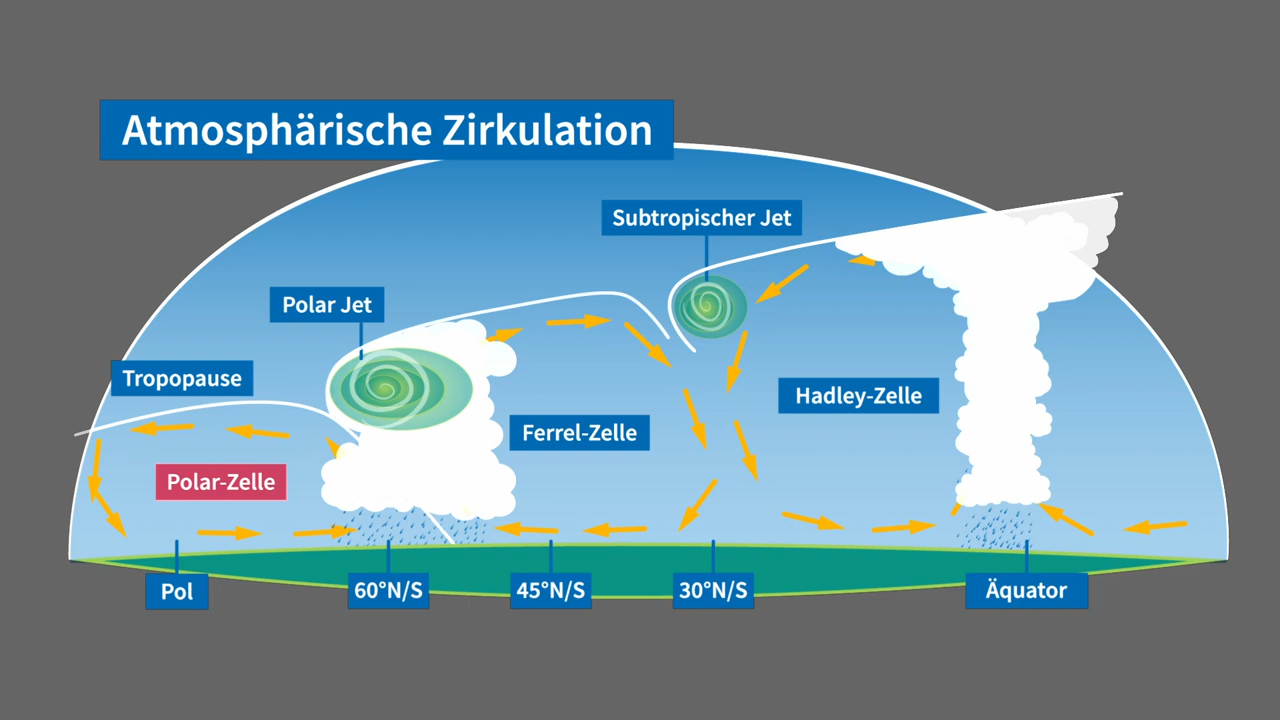 Atmosphärische Zirkulation
Subtropischer Jet
Polar Jet
Tropopause
Hadley-Zelle
Ferrel-Zelle
Polar-Zelle
Pol
60°N/S
45°N/S
30°N/S
Äquator